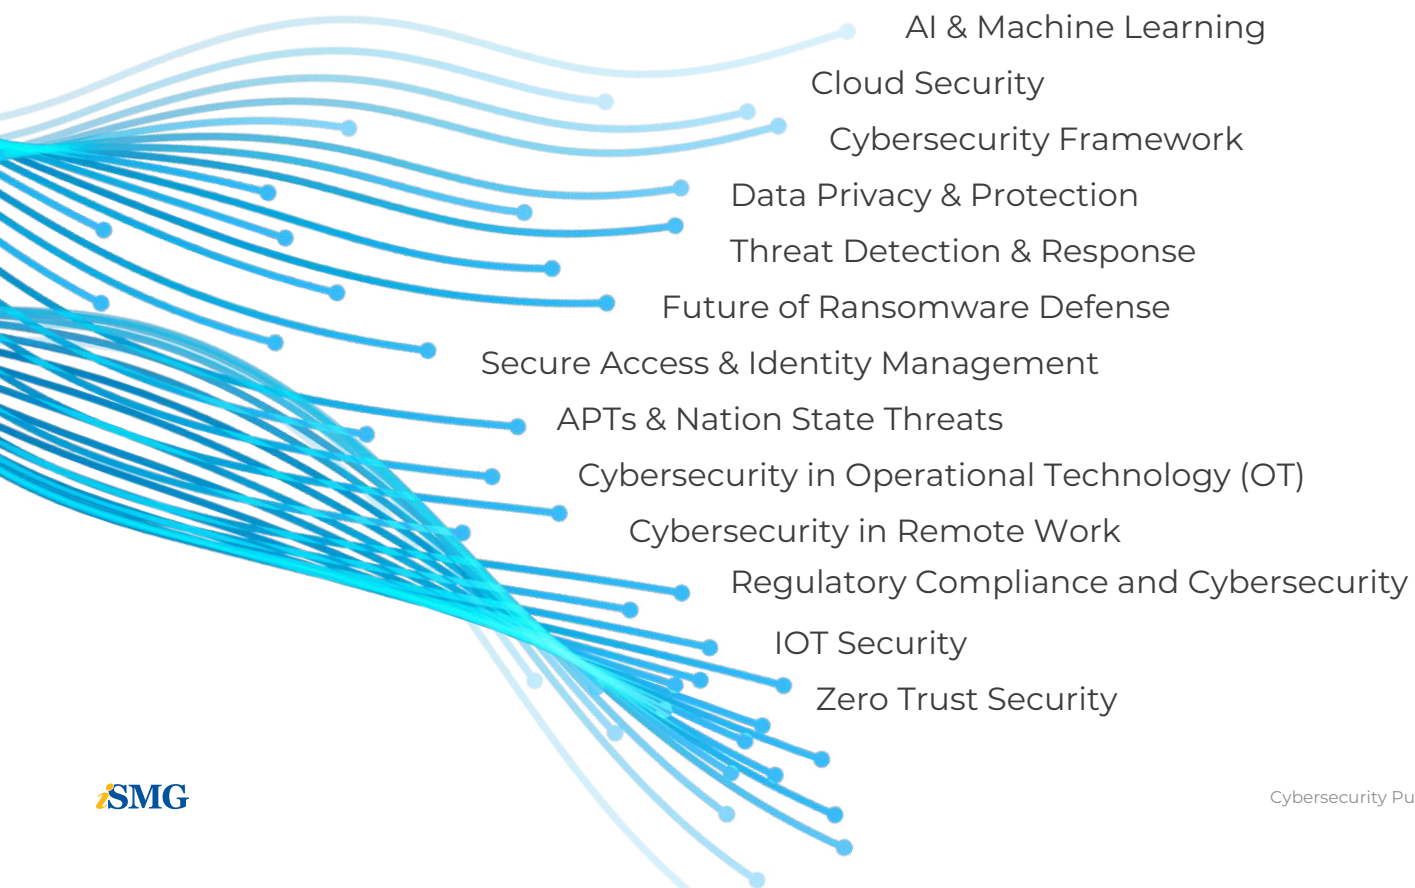 AI & Machine Learning
Cloud Security
Cybersecurity Framework
Data Privacy & Protection
Threat Detection & Response
Future of Ransomware Defense
Secure Access & Identity Management
APTs & Nation State Threats
Cybersecurity in Operational Technology (OT)
Cybersecurity in Remote Work
Regulatory Compliance and Cybersecurity
IOT Security
Zero Trust Security
iSMG
Cybersecurity Pu